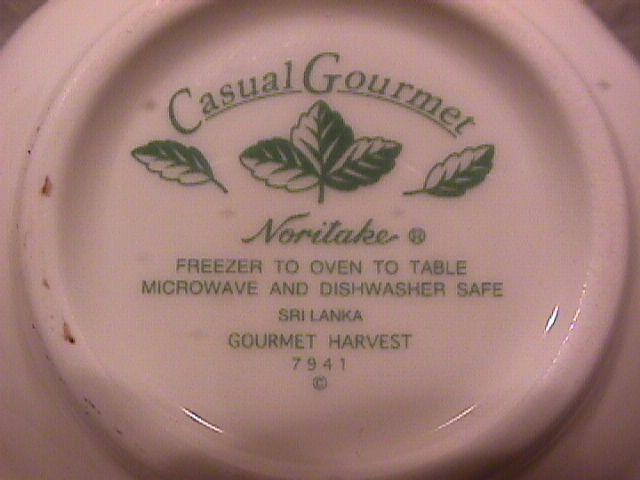 Casual Gourmet
Noritake ®
FREEZER TO OVEN TO TABLE
MICROWAVE AND DISHWASHER SAFE
SRI LANKA
GOURMET HARVEST
7941
©